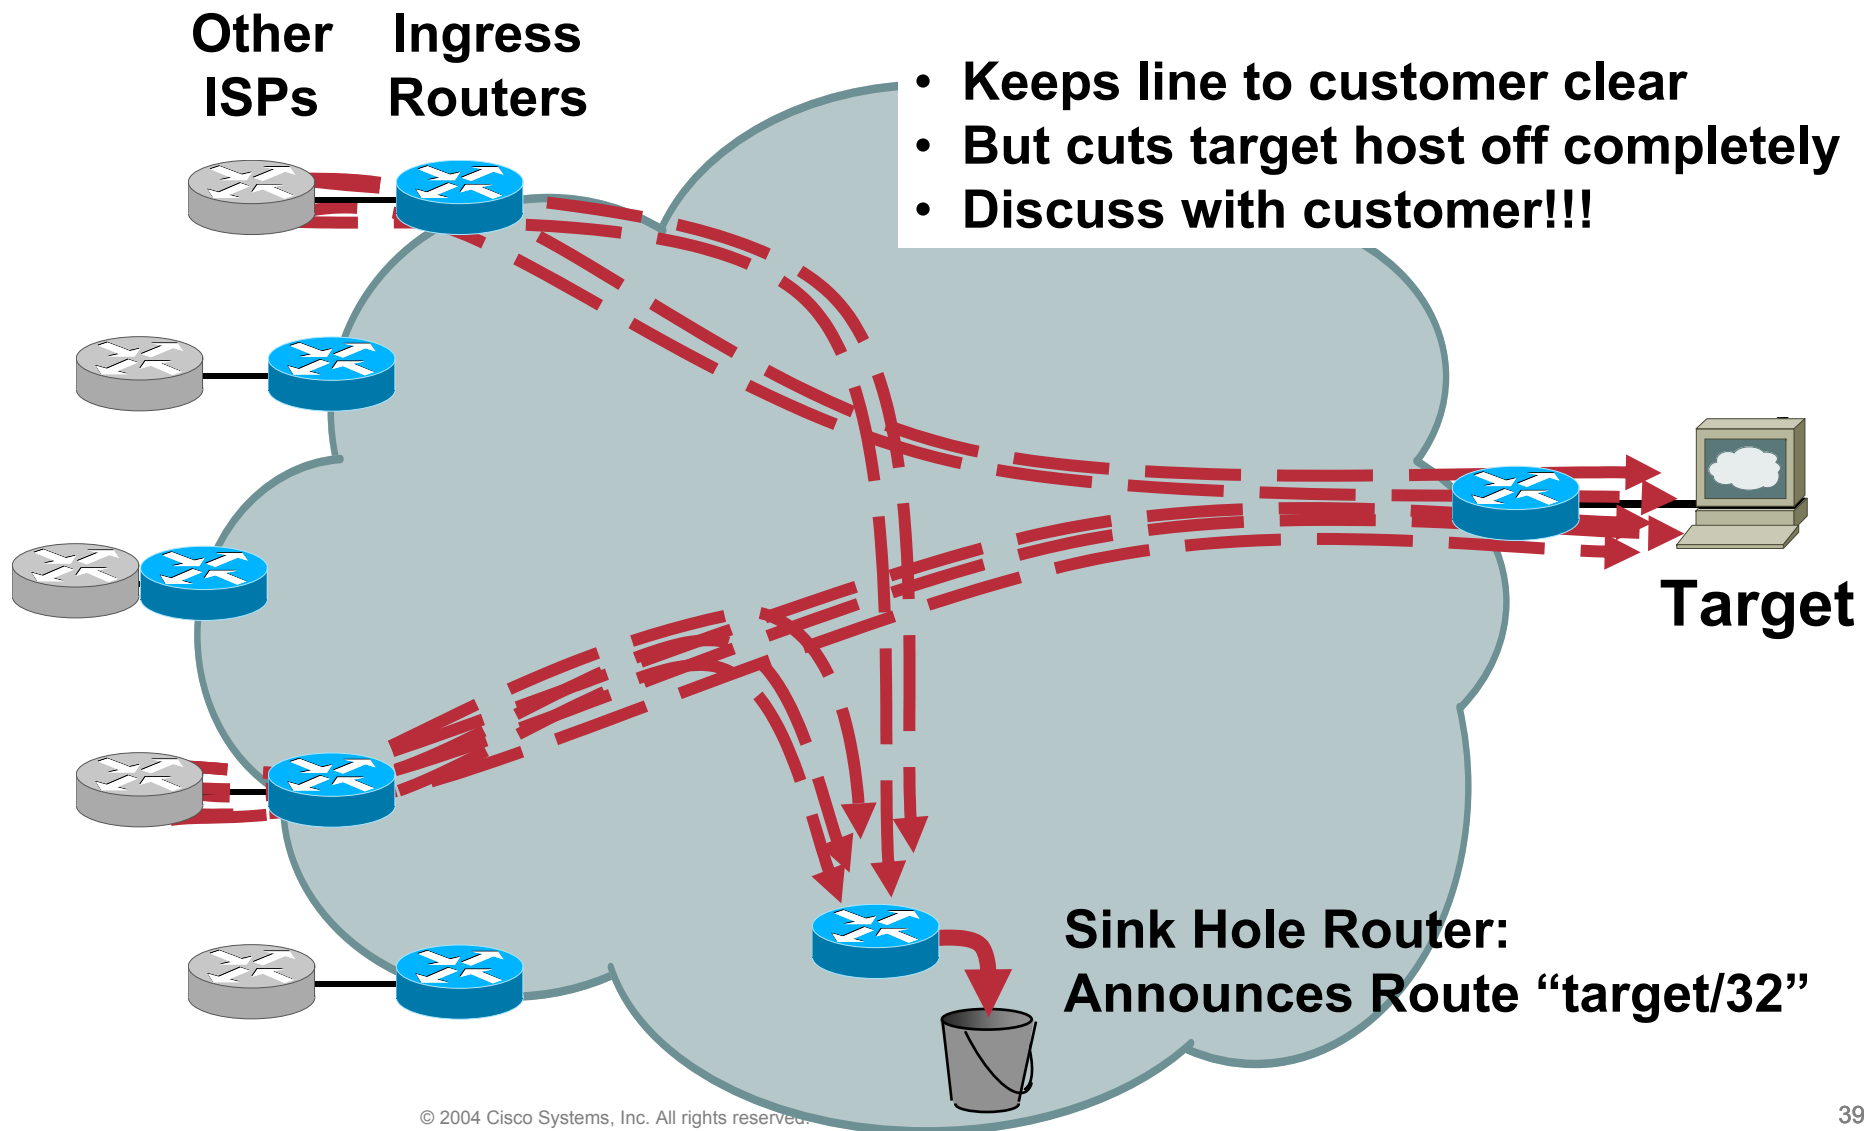 Other Ingress
ISPs Routers
• Keeps line to customer clear
• But cuts target host off completely
• Discuss with customer!!!
Target
Sink Hole Router:
Announces Route “target/32”
© 2004 Cisco Systems, Inc. All rights reserved.
39